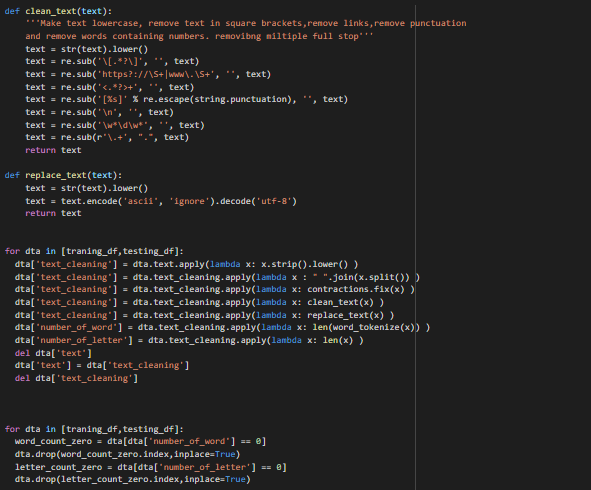 def clean_text(text):
    '''Make text lowercase, remove text in square brackets,remove links,remove punctuation
    and remove words containing numbers. removibng miltiple full stop'''
    text = str(text).lower()
    text = re.sub('\[.*?\]', '', text)
    text = re.sub('https?://\S+|www\.\S+', '', text)
    text = re.sub('<.*?>+', '', text)
    text = re.sub('[%s]' % re.escape(string.punctuation), '', text)
    text = re.sub('\n', '', text)
    text = re.sub('\w*\d\w*', '', text)
    text = re.sub(r'\.+', ".", text)
    return text
def replace_text(text):
    text = str(text).lower()
    text = text.encode('ascii', 'ignore').decode('utf-8')
    return text
for dta in [traning_df,testing_df]:
  dta['text_cleaning'] = dta.text.apply(lambda x: x.strip().lower() )
  dta['text_cleaning'] = dta.text_cleaning.apply(lambda x : " ".join(x.split()) )
  dta['text_cleaning'] = dta.text_cleaning.apply(lambda x: contractions.fix(x) )
  dta['text_cleaning'] = dta.text_cleaning.apply(lambda x: clean_text(x) )
  dta['text_cleaning'] = dta.text_cleaning.apply(lambda x: replace_text(x) )
  dta['number_of_word'] = dta.text_cleaning.apply(lambda x: len(word_tokenize(x)) )
  dta['number_of_letter'] = dta.text_cleaning.apply(lambda x: len(x) )
  del dta['text']
  dta['text'] = dta['text_cleaning']
  del dta['text_cleaning']
for dta in [traning_df,testing_df]:
  word_count_zero = dta[dta['number_of_word'] == 0]
  dta.drop(word_count_zero.index,inplace=True)
  letter_count_zero = dta[dta['number_of_letter'] == 0]
  dta.drop(letter_count_zero.index,inplace=True)